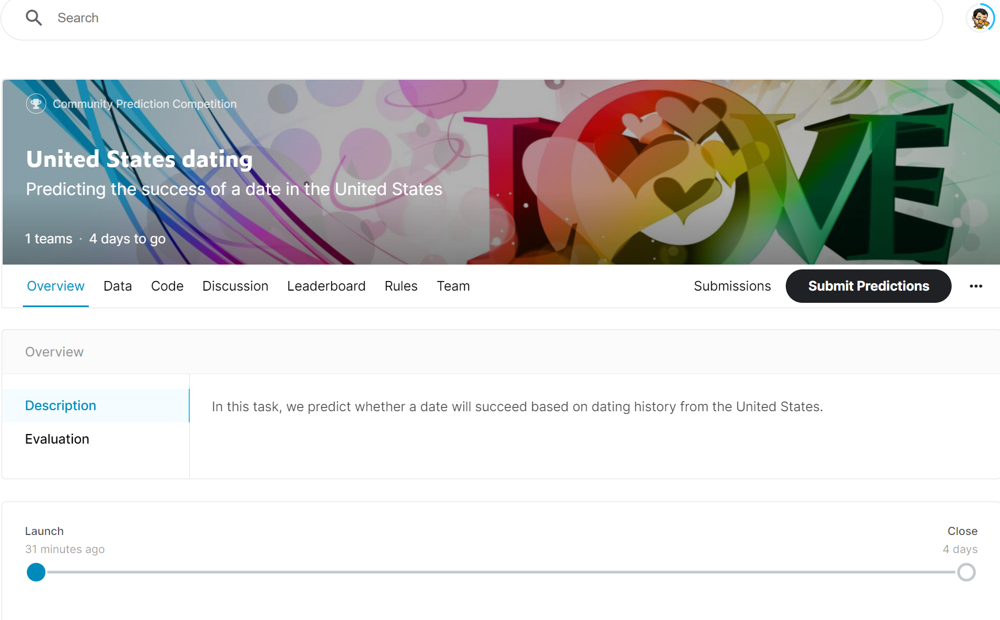 Search
Community Prediction Competition
LOVE
United States dating
Predicting the success of a date in the United States
1 teams · 4 days to go
Overview Data Code Discussion Leaderboard Rules Team Submissions Submit Predictions
Overview
Description
In this task, we predict whether a date will succeed based on dating history from the United States.
Evaluation
Launch Close
31 minutes ago 4 days